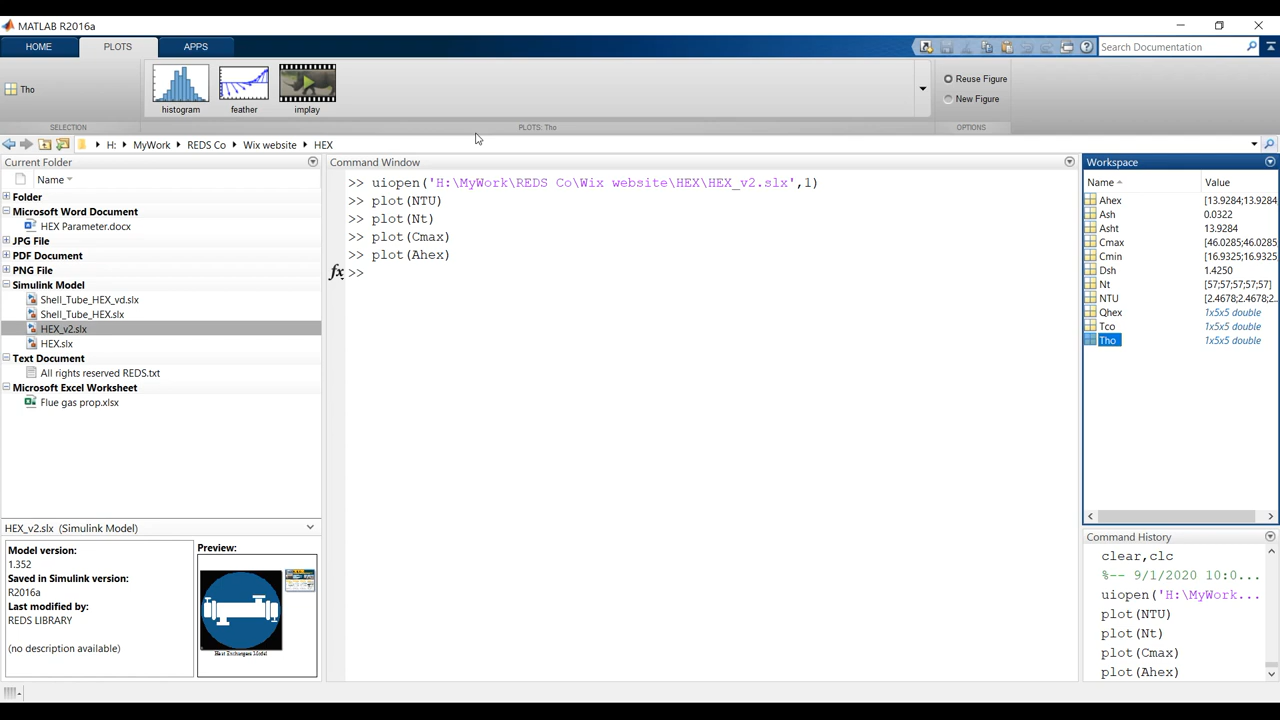 MATLAB R2016a
HOME
PLOTS
APPS
Search Documentation
Tho
histogram
feather
implay
Reuse Figure
New Figure
SELECTION
PLOTS: Tho
OPTIONS
H:
MyWork
REDS Co
Wix website
HEX
Current Folder
Name
Folder
Microsoft Word Document
HEX Parameter.docx
JPG File
PDF Document
PNG File
Simulink Model
Shell_Tube_HEX_vd.slx
Shell_Tube_HEX.slx
HEX_v2.slx
HEX.slx
Text Document
All rights reserved REDS.txt
Microsoft Excel Worksheet
Flue gas prop.xlsx
HEX_v2.slx (Simulink Model)
Model version:
1.352
Saved in Simulink version:
R2016a
Last modified by:
REDS LIBRARY
(no description available)
Preview:
Heat Exchangers Model
Command Window
>> uiopen('H:\MyWork\REDS Co\Wix website\HEX\HEX_v2.slx',1)
>> plot(NTU)
>> plot(Nt)
>> plot(Cmax)
>> plot(Ahex)
fx >>
Workspace
Name Value
Ahex [13.9284;13.9284,
Ash 0.0322
Asht 13.9284
Cmax [46.0285;46.0285,
Cmin [16.9325;16.9325,
Dsh 1.4250
Nt [57;57;57;57;57]
NTU [2.4678;2.4678;2..
Qhex 1x5x5 double
Tco 1x5x5 double
Tho 1x5x5 double
Command History
clear,clc
%-- 9/1/2020 10:0...
uiopen('H:\MyWork...
plot(NTU)
plot(Nt)
plot(Cmax)
plot(Ahex)